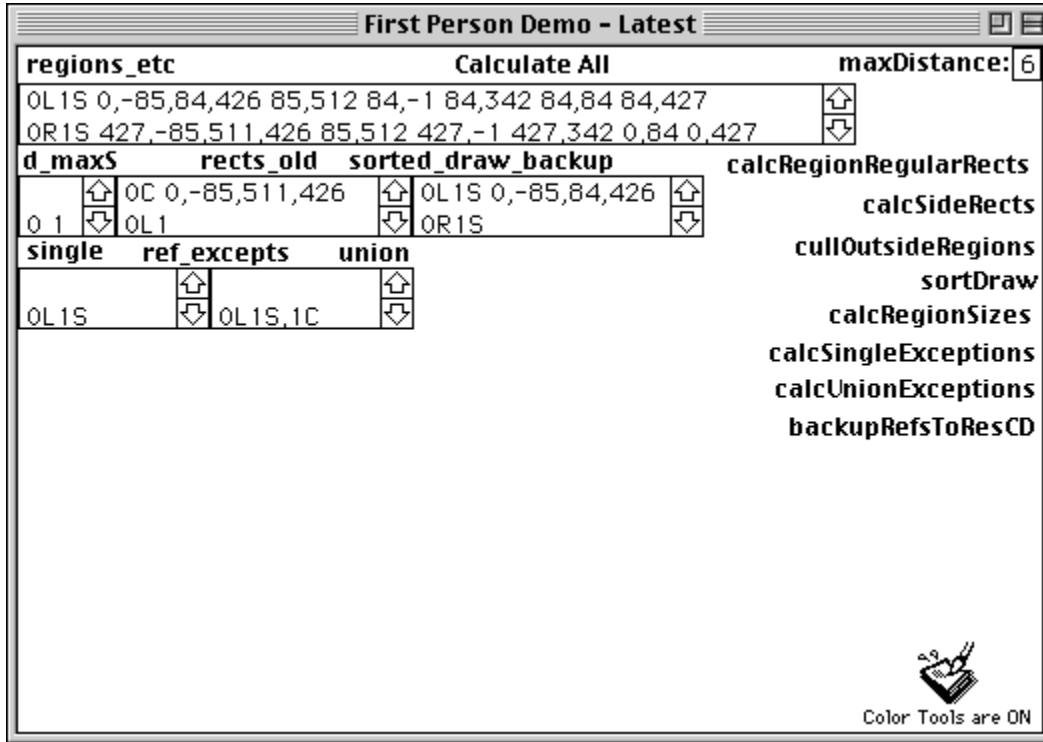 First Person Demo - Latest
regions_etc Calculate All maxDistance: 6
0L1S 0,-85,84,426 85,512 84,-1 84,342 84,84 84,427
0R1S 427,-85,511,426 85,512 427,-1 427,342 0,84 0,427
d_maxS rects_old sorted_draw_backup calcRegionRegularRects
0C 0,-85,511,426 0L1S 0,-85,84,426
calcSideRects
0 1 0L1 0R1S
single ref_excepts union cullOutsideRegions
sortDraw
0L1S 0L1S,1C calcRegionSizes
calcSingleExceptions
calcUnionExceptions
backupRefsToResCD
Color Tools are ON